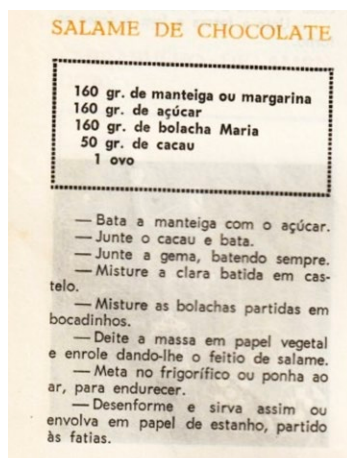 SALAME DE CHOCOLATE
160 gr. de manteiga ou margarina
160 gr. de açúcar
160 gr. de bolacha Maria
50 gr. de cacau
1 ovo
— Bata a manteiga com o açúcar.
— Junte o cacau e bata.
— Junte a gema, batendo sempre.
— Misture a clara batida em cas-
telo.
— Misture as bolachas partidas em
bocadinhos.
— Deite a massa em papel vegetal
e enrole dando-lhe o feitio de salame.
— Meta no frigorífico ou ponha ao
ar, para endurecer.
— Desenforme e sirva assim ou
envolva em papel de estanho, partido
às fatias.